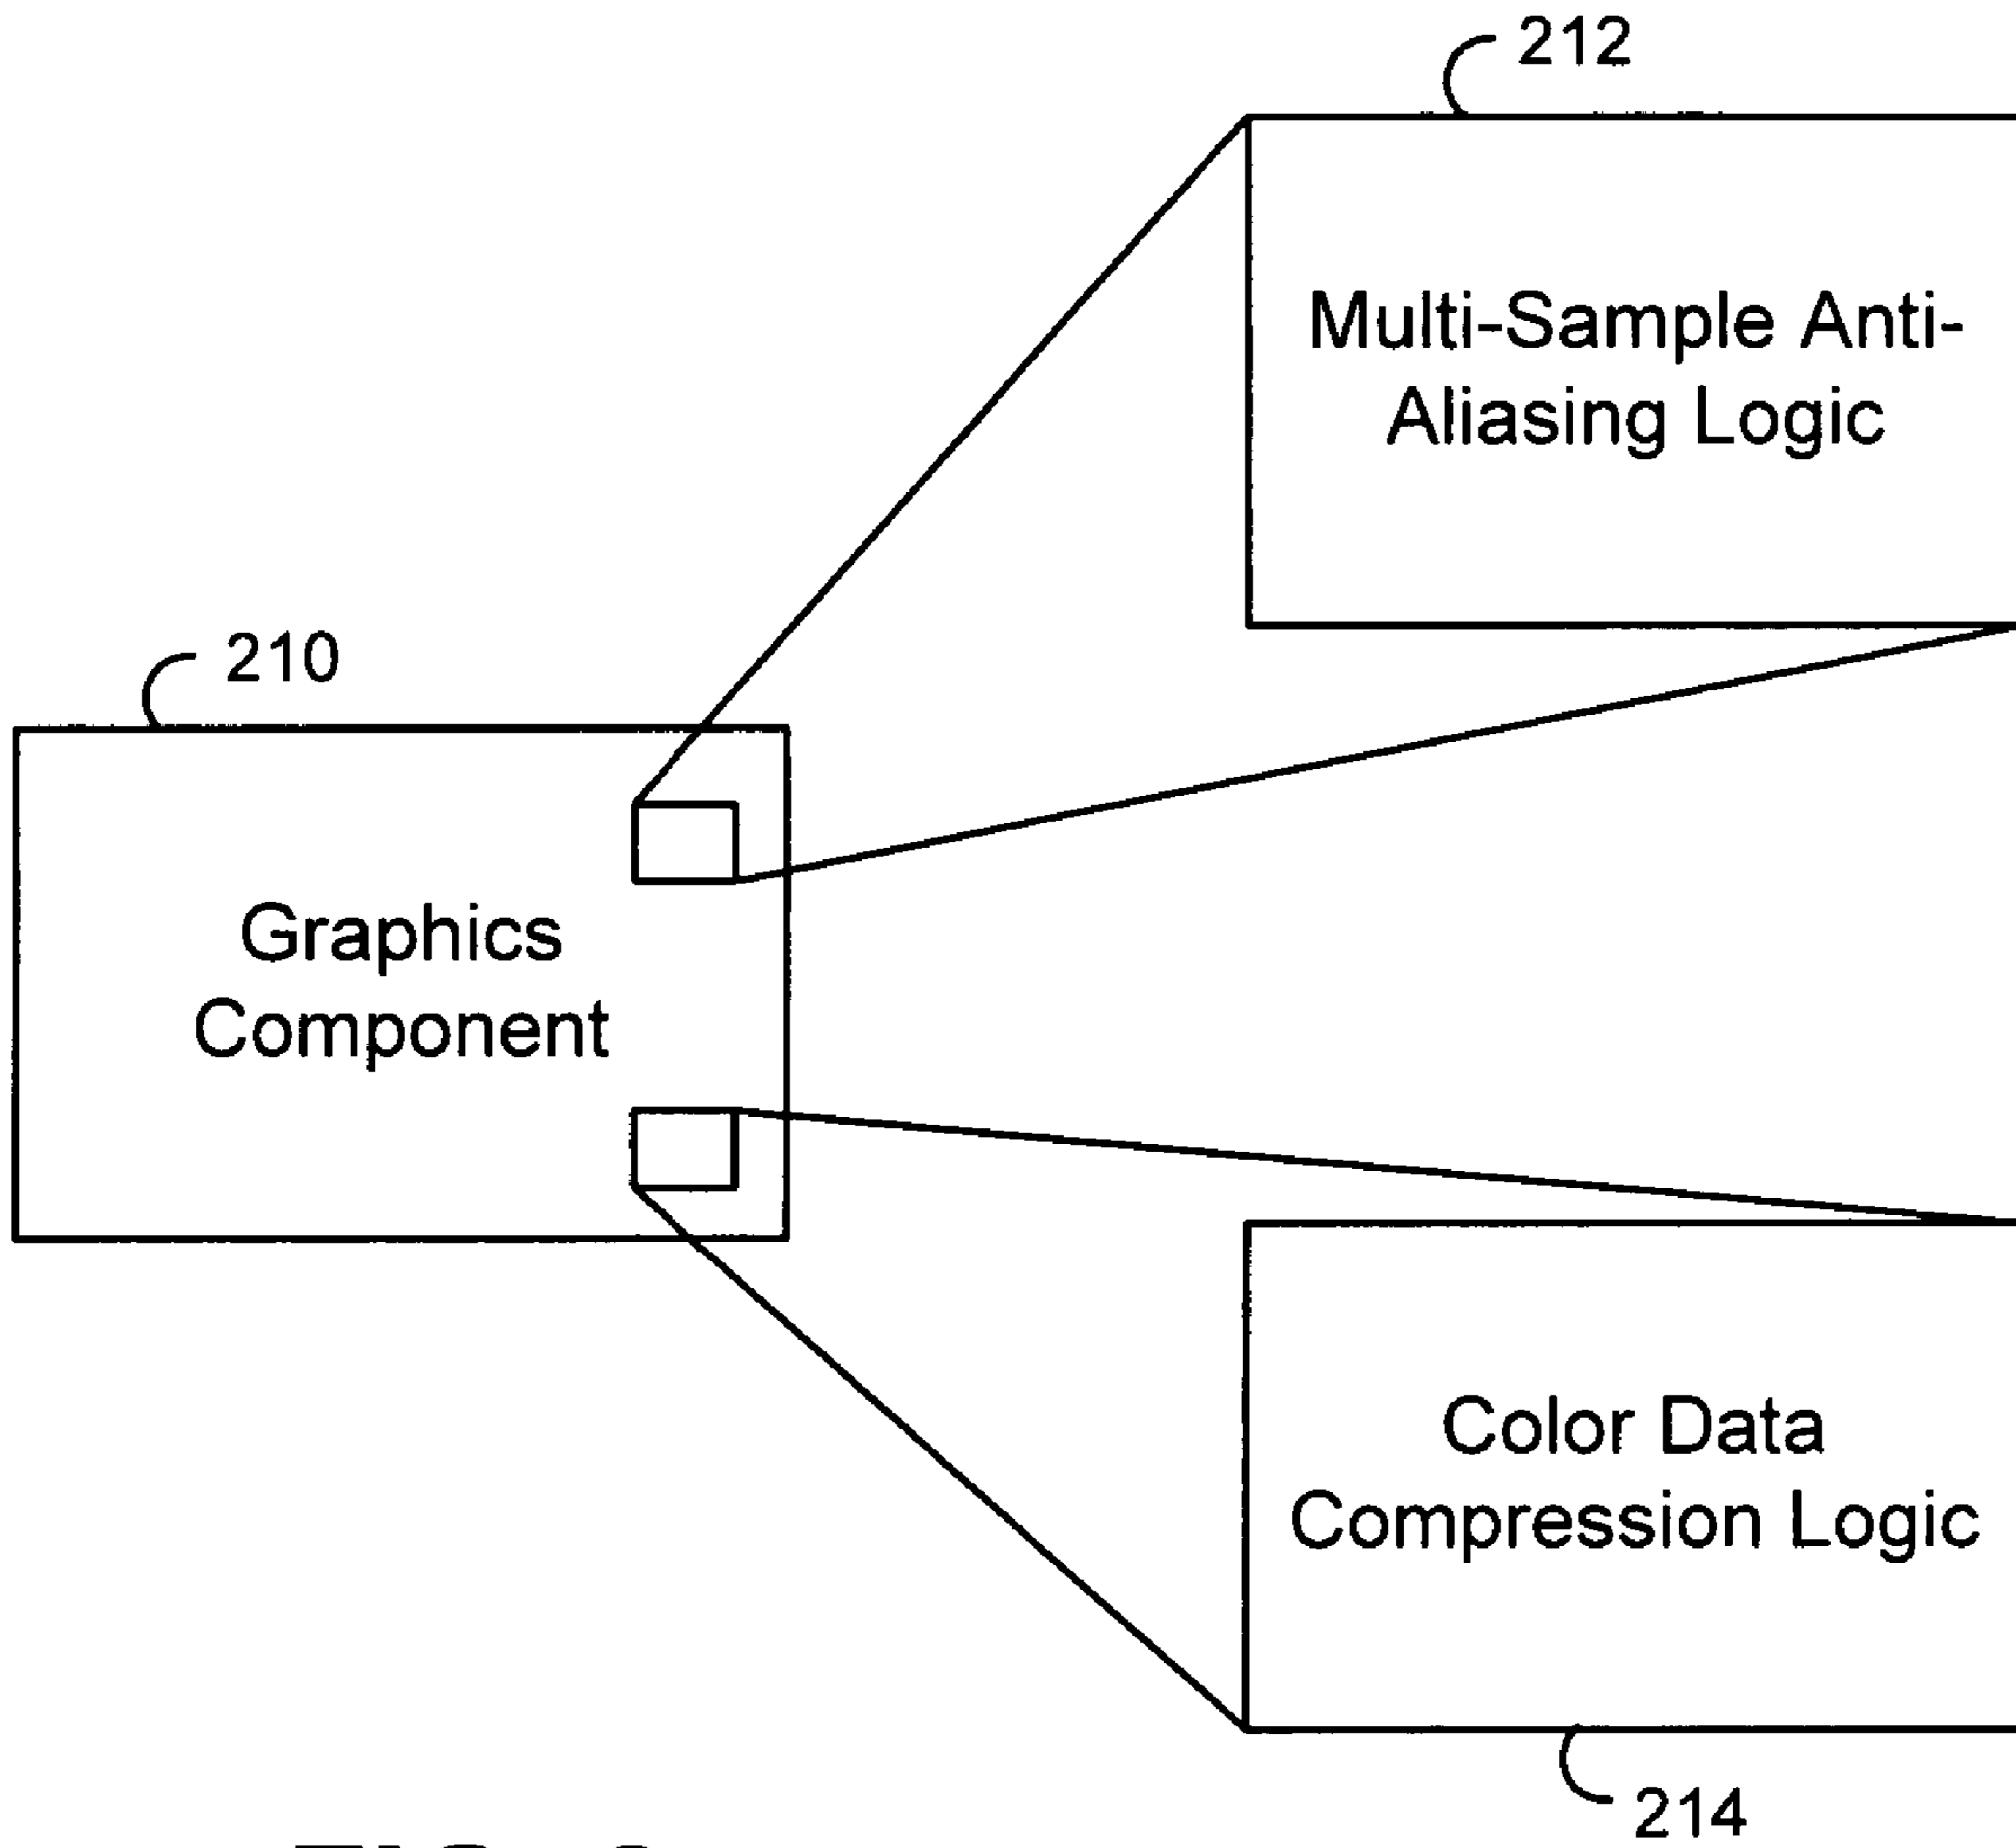 212
Multi-Sample Anti-
Aliasing Logic
210
Graphics
Component
Color Data
Compression Logic
214